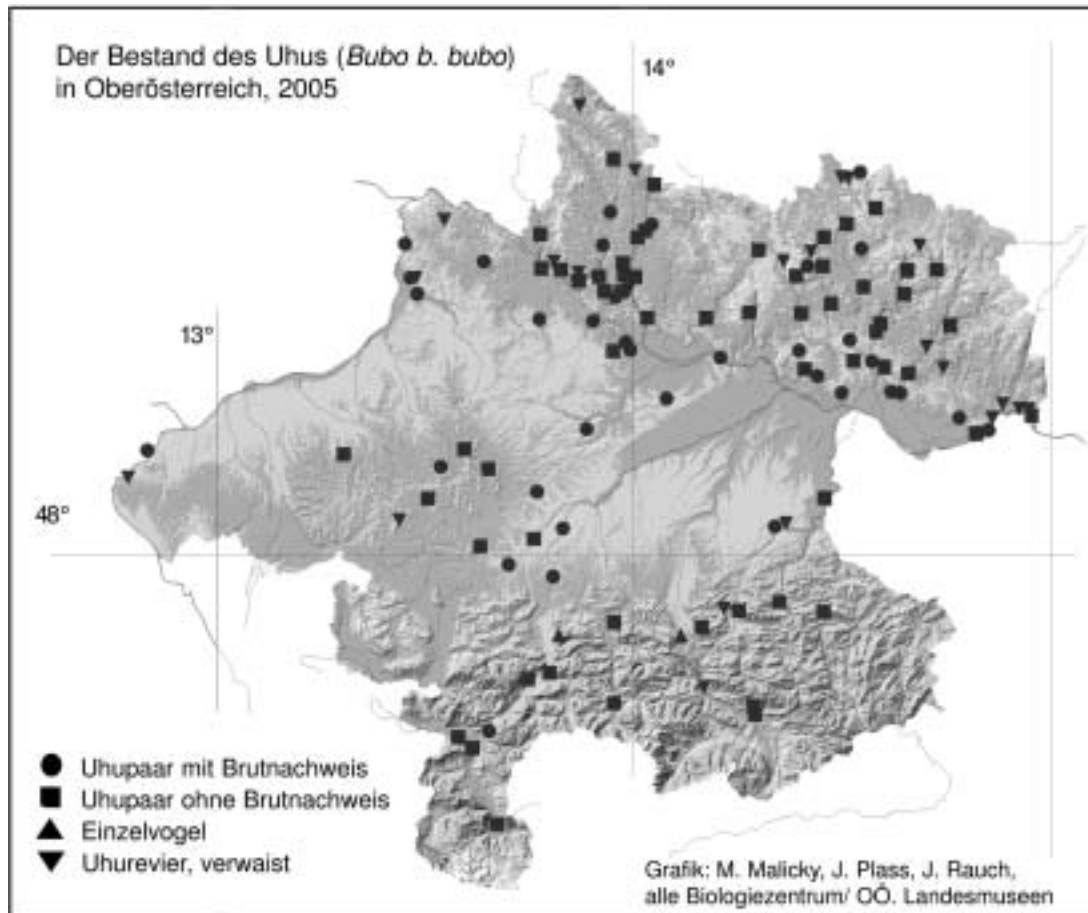 Der Bestand des Uhus (Bubo b. bubo)
in Oberösterreich, 2005
14°
13°
48°
Uhupaar mit Brutnachweis
Uhupaar ohne Brutnachweis
Einzelvogel
Uhurevier, verwaist
Grafik: M. Malicky, J. Plass, J. Rauch,
alle Biologiezentrum/ OÖ. Landesmuseen